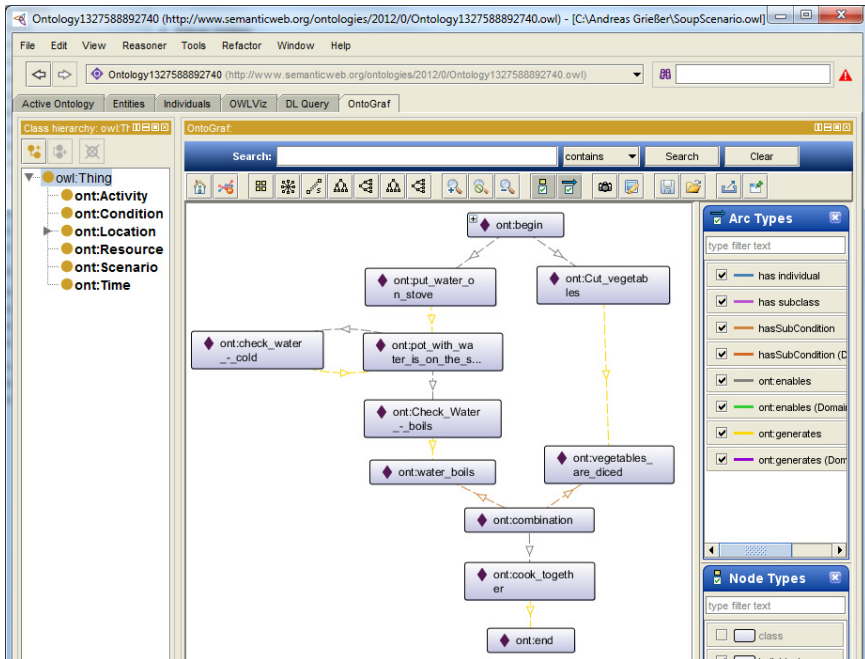 Ontology1327588892740 (http://www.semanticweb.org/ontologies/2012/0/Ontology1327588892740.owl) - [C:\Andreas Grießer\SoupScenario.owl]
File Edit View Reasoner Tools Refactor Window Help
Ontology1327588892740 (http://www.semanticweb.org/ontologies/2012/0/Ontology1327588892740.owl)
Active Ontology Entities Individuals OWLViz DL Query OntoGraf
Class hierarchy: owl:Th
OntoGraf:
Search: contains Search Clear
owl:Thing
ont:Activity
ont:Condition
ont:Location
ont:Resource
ont:Scenario
ont:Time
ont:begin
ont:put_water_o
n_stove
ont:Cut_vegetab
les
ont:check_water
_-_cold
ont:pot_with_wa
ter_is_on_the_s...
ont:Check_Water
_-_boils
ont:water_boils
ont:vegetables_
are_diced
ont:combination
ont:cook_togeth
er
ont:end
Arc Types
type filter text
has individual
has subclass
hasSubCondition
hasSubCondition (D
ont:enables
ont:enables (Domai
ont:generates
ont:generates (Dom
Node Types
type filter text
class